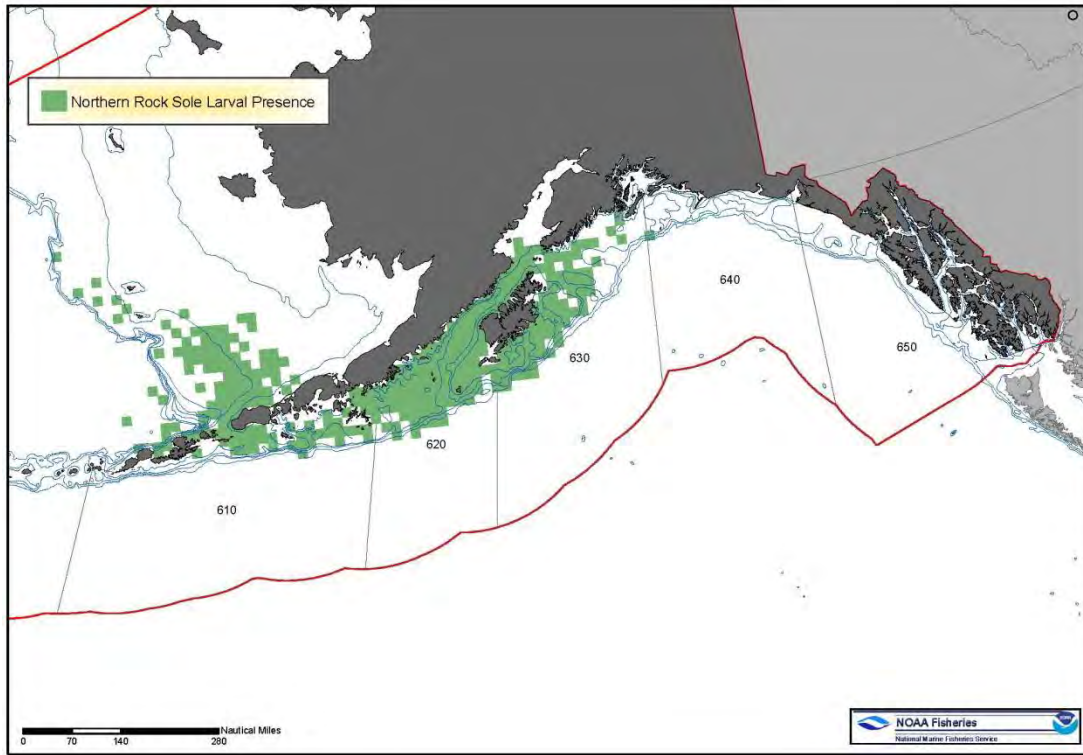 Northern Rock Sole Larval Presence
640
650
630
620
610
Nautical Miles
0 70 140 280
NOAA Fisheries
National Marine Fisheries Service